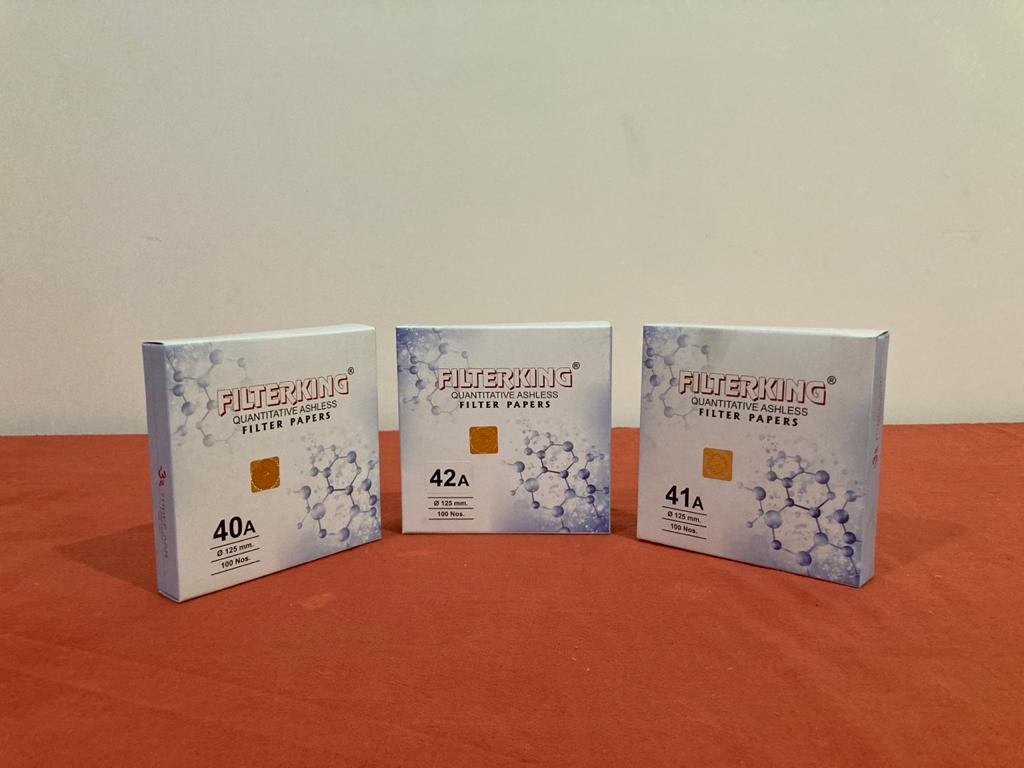 FILTERKING®
QUANTITATIVE ASHLESS
FILTER PAPERS
40A
Ø 125 mm.
100 Nos.
FILTERKING®
QUANTITATIVE ASHLESS
FILTER PAPERS
42A
Ø 125 mm.
100 Nos.
FILTERKING®
QUANTITATIVE ASHLESS
FILTER PAPERS
41A
Ø 125 mm.
100 Nos.